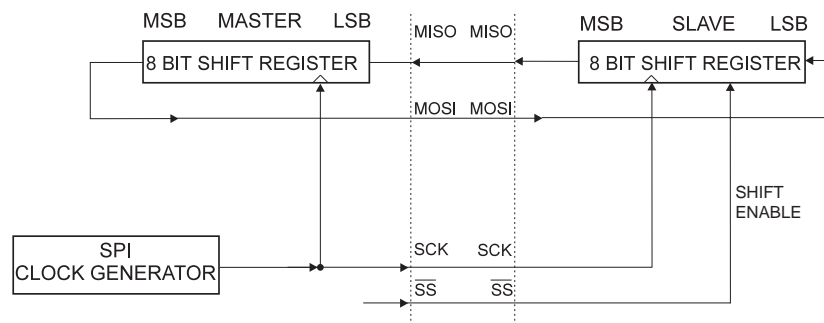 MSB MASTER LSB
MSB SLAVE LSB
MISO MISO
8 BIT SHIFT REGISTER
8 BIT SHIFT REGISTER
MOSI MOSI
SHIFT
ENABLE
SPI
CLOCK GENERATOR
SCK SCK
SS SS